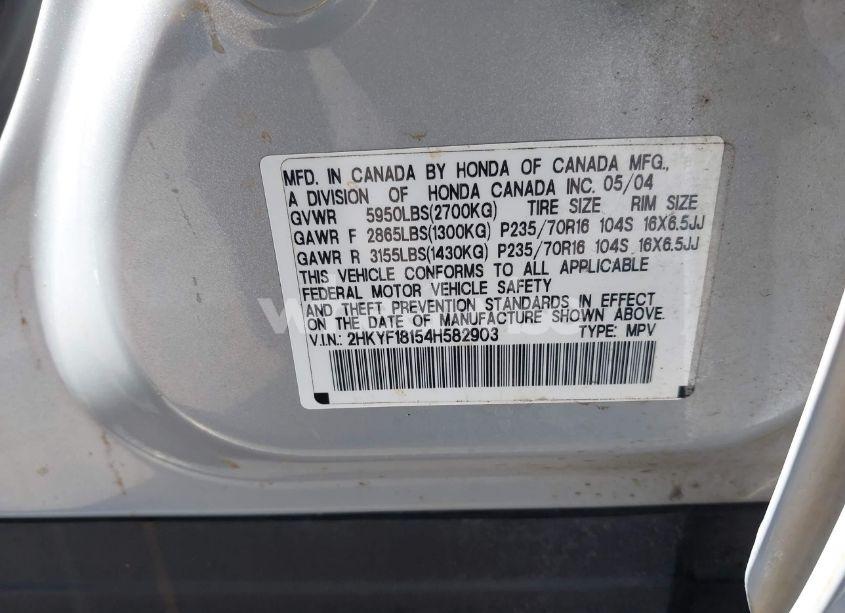 MFD. IN CANADA BY HONDA OF CANADA MFG.,
A DIVISION OF HONDA CANADA INC. 05/04
GVWR 5950LBS(2700KG) TIRE SIZE RIM SIZE
GAWR F 2865LBS(1300KG) P235/70R16 104S 16X6.5JJ
GAWR R 3155LBS(1430KG) P235/70R16 104S 16X6.5JJ
THIS VEHICLE CONFORMS TO ALL APPLICABLE
FEDERAL MOTOR VEHICLE SAFETY
AND THEFT PREVENTION STANDARDS IN EFFECT
ON THE DATE OF MANUFACTURE SHOWN ABOVE.
V.I.N.: 2HKYF18154H582903 TYPE: MPV